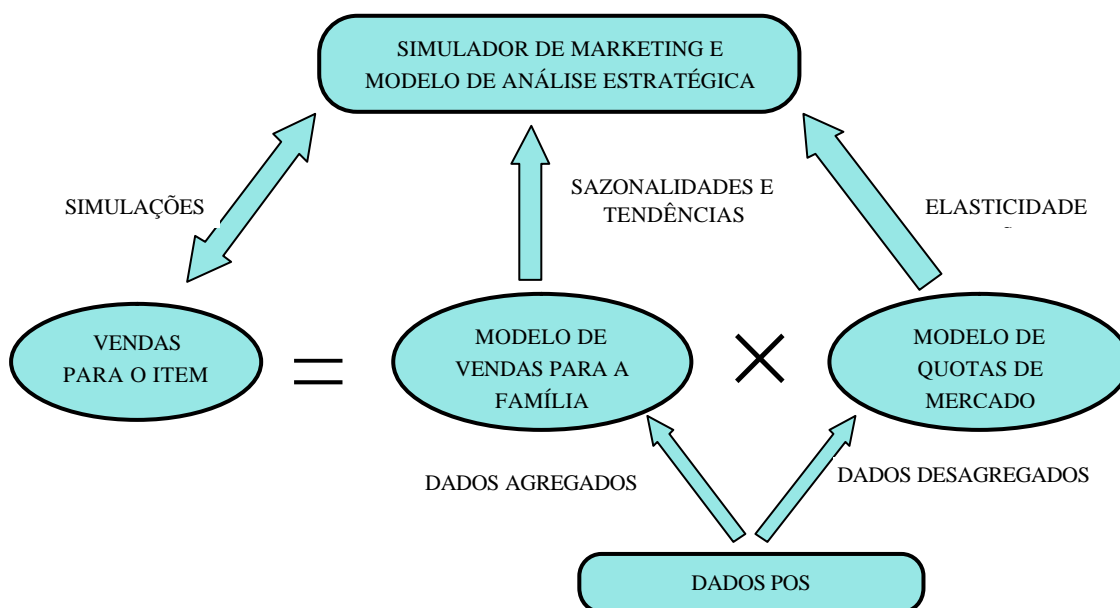 SIMULADOR DE MARKETING E
MODELO DE ANÁLISE ESTRATÉGICA
SIMULAÇÕES
SAZONALIDADES E
TENDÊNCIAS
ELASTICIDADE
VENDAS
PARA O ITEM
=
MODELO DE
VENDAS PARA A
FAMÍLIA
×
MODELO DE
QUOTAS DE
MERCADO
DADOS AGREGADOS
DADOS DESAGREGADOS
DADOS POS